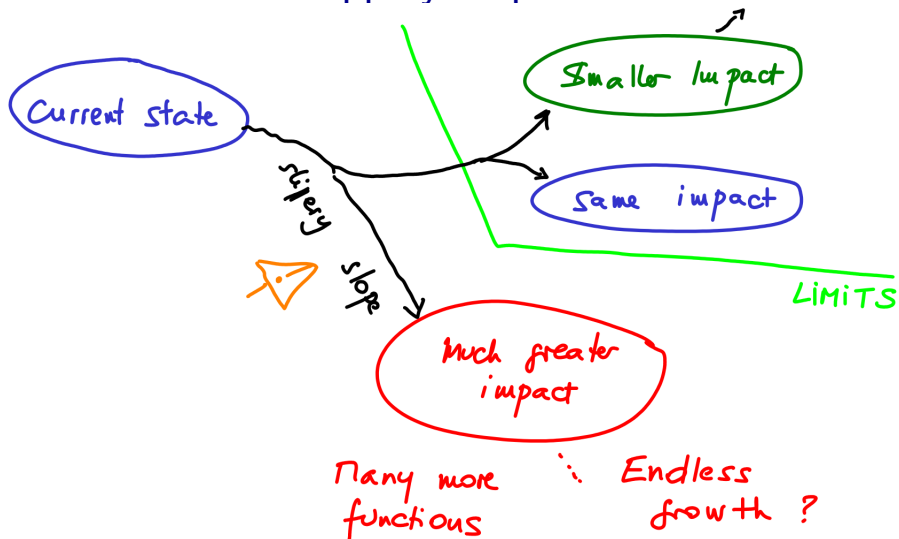 Smaller Impact
Current state
same impact
slipery
slope
LiMiTS
Much greater
impact
Many more
functions
Endless
growth ?